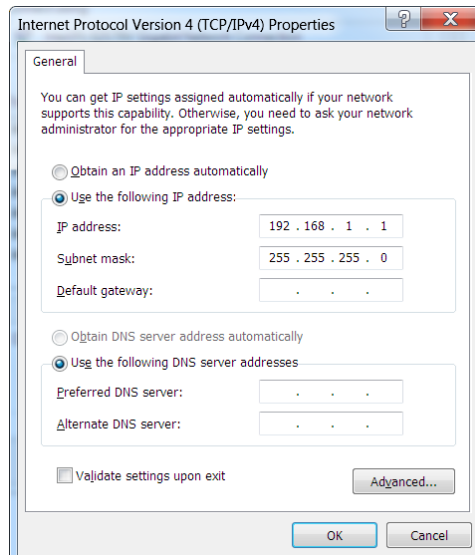 Internet Protocol Version 4 (TCP/IPv4) Properties
?
X
General
You can get IP settings assigned automatically if your network
supports this capability. Otherwise, you need to ask your network
administrator for the appropriate IP settings.
Obtain an IP address automatically
Use the following IP address:
IP address: 192 . 168 . 1 . 1
Subnet mask: 255 . 255 . 255 . 0
Default gateway: . . .
Obtain DNS server address automatically
Use the following DNS server addresses
Preferred DNS server: . . .
Alternate DNS server: . . .
Validate settings upon exit
Advanced...
OK Cancel